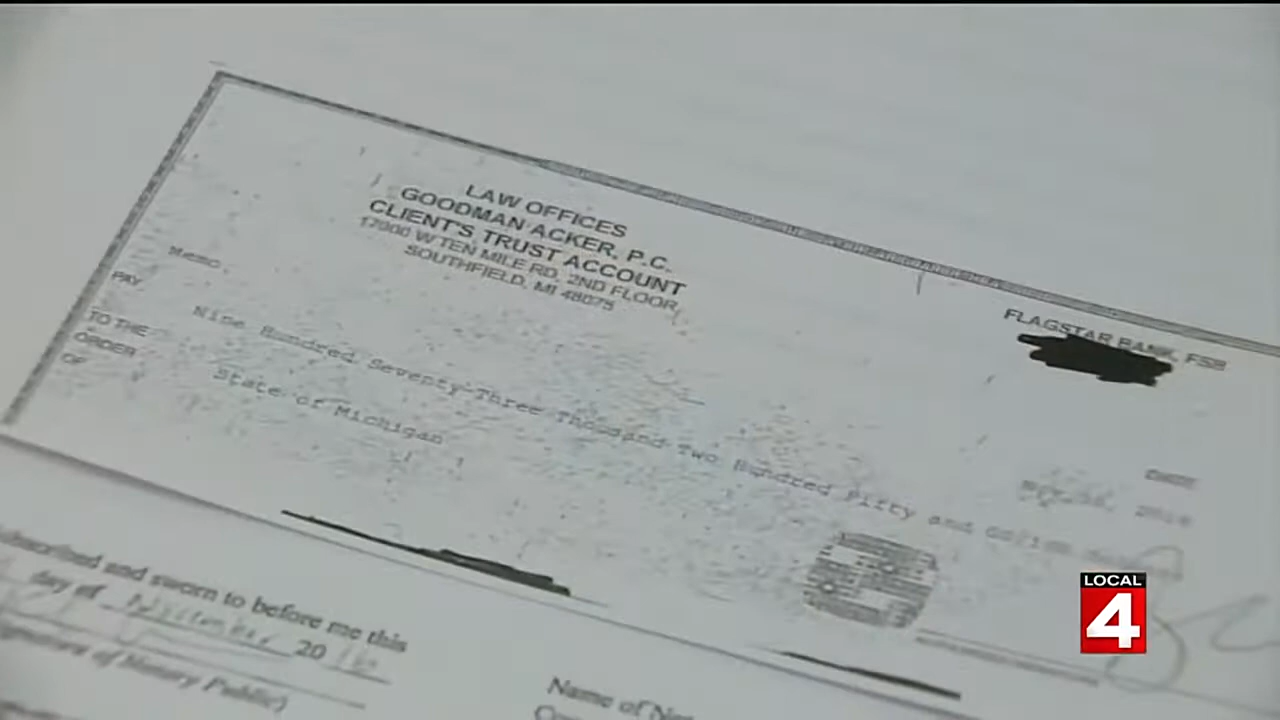 LAW OFFICES
GOODMAN ACKER, P.C.
CLIENT'S TRUST ACCOUNT
17000 W TEN MILE RD, 2ND FLOOR
SOUTHFIELD, MI 48075
FLAGSTAR BANK, FSB
Memo
PAY
Nine Hundred Seventy-Three Thousand Two Hundred Fifty and
TO THE
ORDER
OF
State of Michigan
DATE
and sworn to before me this
day of
20
of Notary Public)
Name of
LOCAL
4